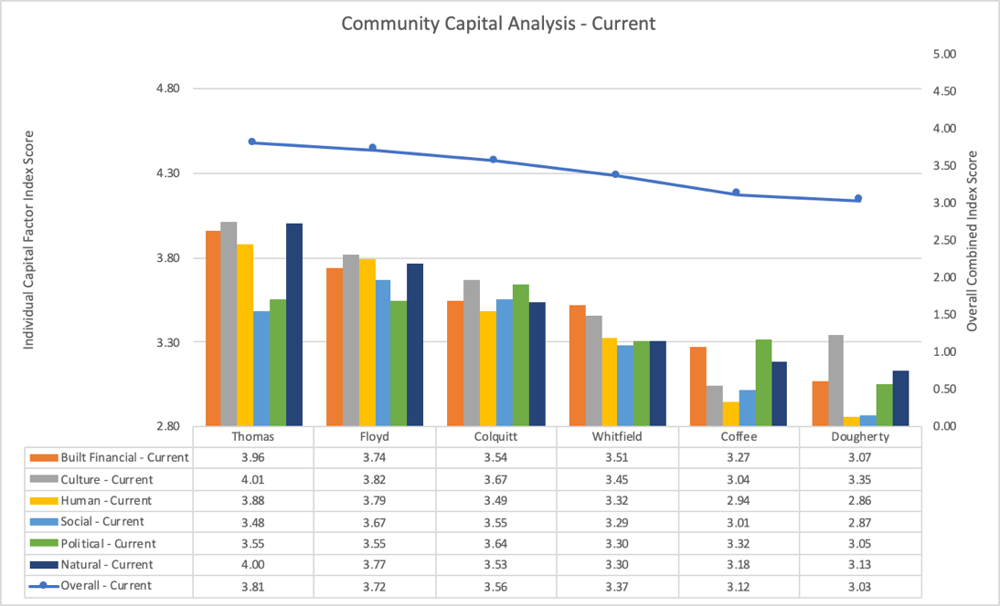 Community Capital Analysis - Current
5.00
4.80
4.50
4.00
4.30
3.50
3.00
3.80
2.50
2.00
3.30
1.50
1.00
0.50
2.80
0.00
Individual Capital Factor Index Score
Overall Combined Index Score
Thomas Floyd Colquitt Whitfield Coffee Dougherty
Built Financial - Current 3.96 3.74 3.54 3.51 3.27 3.07
Culture - Current 4.01 3.82 3.67 3.45 3.04 3.35
Human - Current 3.88 3.79 3.49 3.32 2.94 2.86
Social - Current 3.48 3.67 3.55 3.29 3.01 2.87
Political - Current 3.55 3.55 3.64 3.30 3.32 3.05
Natural - Current 4.00 3.77 3.53 3.30 3.18 3.13
Overall - Current 3.81 3.72 3.56 3.37 3.12 3.03